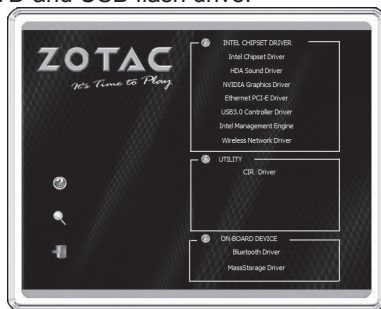 D and USB flash drive.
ZOTAC
It's Time to Play
INTEL CHIPSET DRIVER
Intel Chipset Driver
HDA Sound Driver
NVIDIA Graphics Driver
Ethernet PCI-E Driver
USB3.0 Controller Driver
Intel Management Engine
Wireless Network Driver
UTILITY
CIR Driver
ON-BOARD DEVICE
Bluetooth Driver
MassStorage Driver